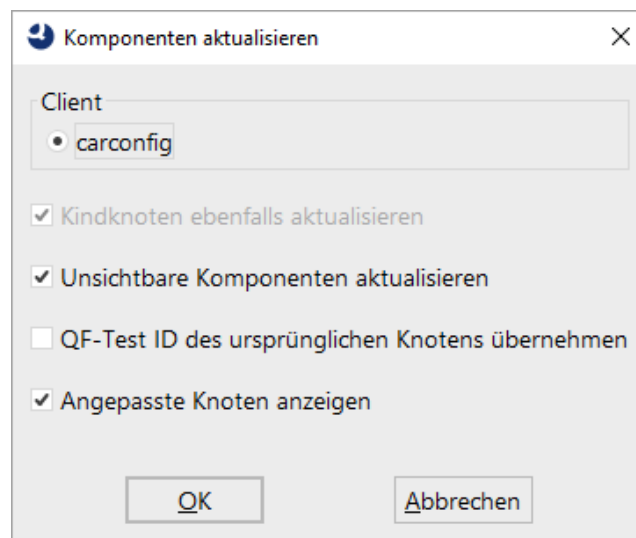 Komponenten aktualisieren
Client
carconfig
Kindknoten ebenfalls aktualisieren
Unsichtbare Komponenten aktualisieren
QF-Test ID des ursprünglichen Knotens übernehmen
Angepasste Knoten anzeigen
OK Abbrechen